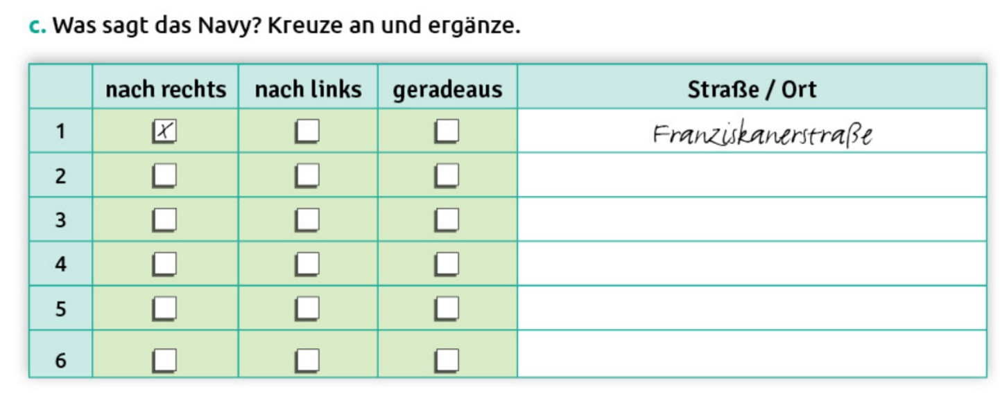 c. Was sagt das Navy? Kreuze an und ergänze.
nach rechts nach links geradeaus Straße / Ort
1 X Franziskanerstraße
2
3
4
5
6